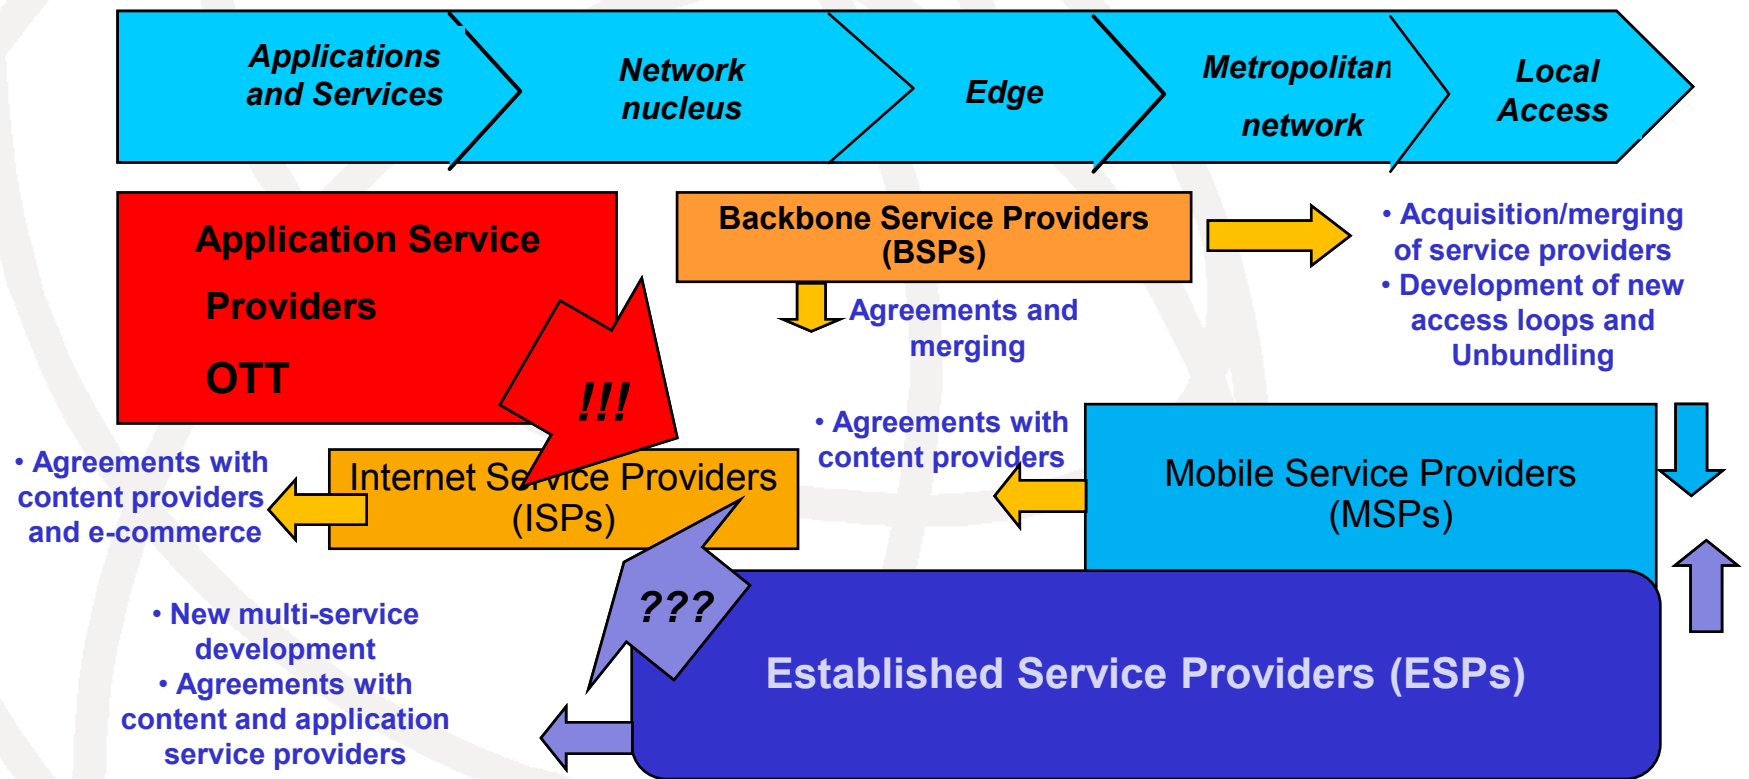 Applications
and Services
Network
nucleus
Edge
Metropolitan
network
Local
Access
Application Service
Providers
OTT
!!!
Backbone Service Providers
(BSPs)
Agreements and
merging
• Acquisition/merging
of service providers
• Development of new
access loops and
Unbundling
• Agreements with
content providers
and e-commerce
Internet Service Providers
(ISPs)
• Agreements with
content providers
Mobile Service Providers
(MSPs)
???
• New multi-service
development
• Agreements with
content and application
service providers
Established Service Providers (ESPs)